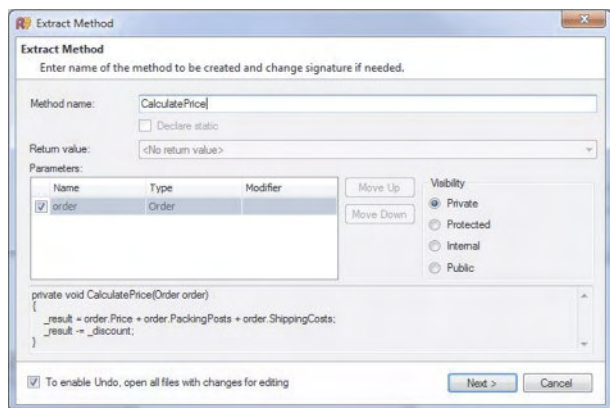 Extract Method
Extract Method
Enter name of the method to be created and change signature if needed.
Method name:
CalculatePrice
Declare static
Return value:
<No return value>
Parameters:
Name Type Modifier
order Order
Move Up
Move Down
Visibility
Private
Protected
Internal
Public
private void CalculatePrice(Order order)
{
_result = order.Price + order.PackingPosts + order.ShippingCosts;
_result -= _discount;
}
To enable Undo, open all files with changes for editing
Next >
Cancel